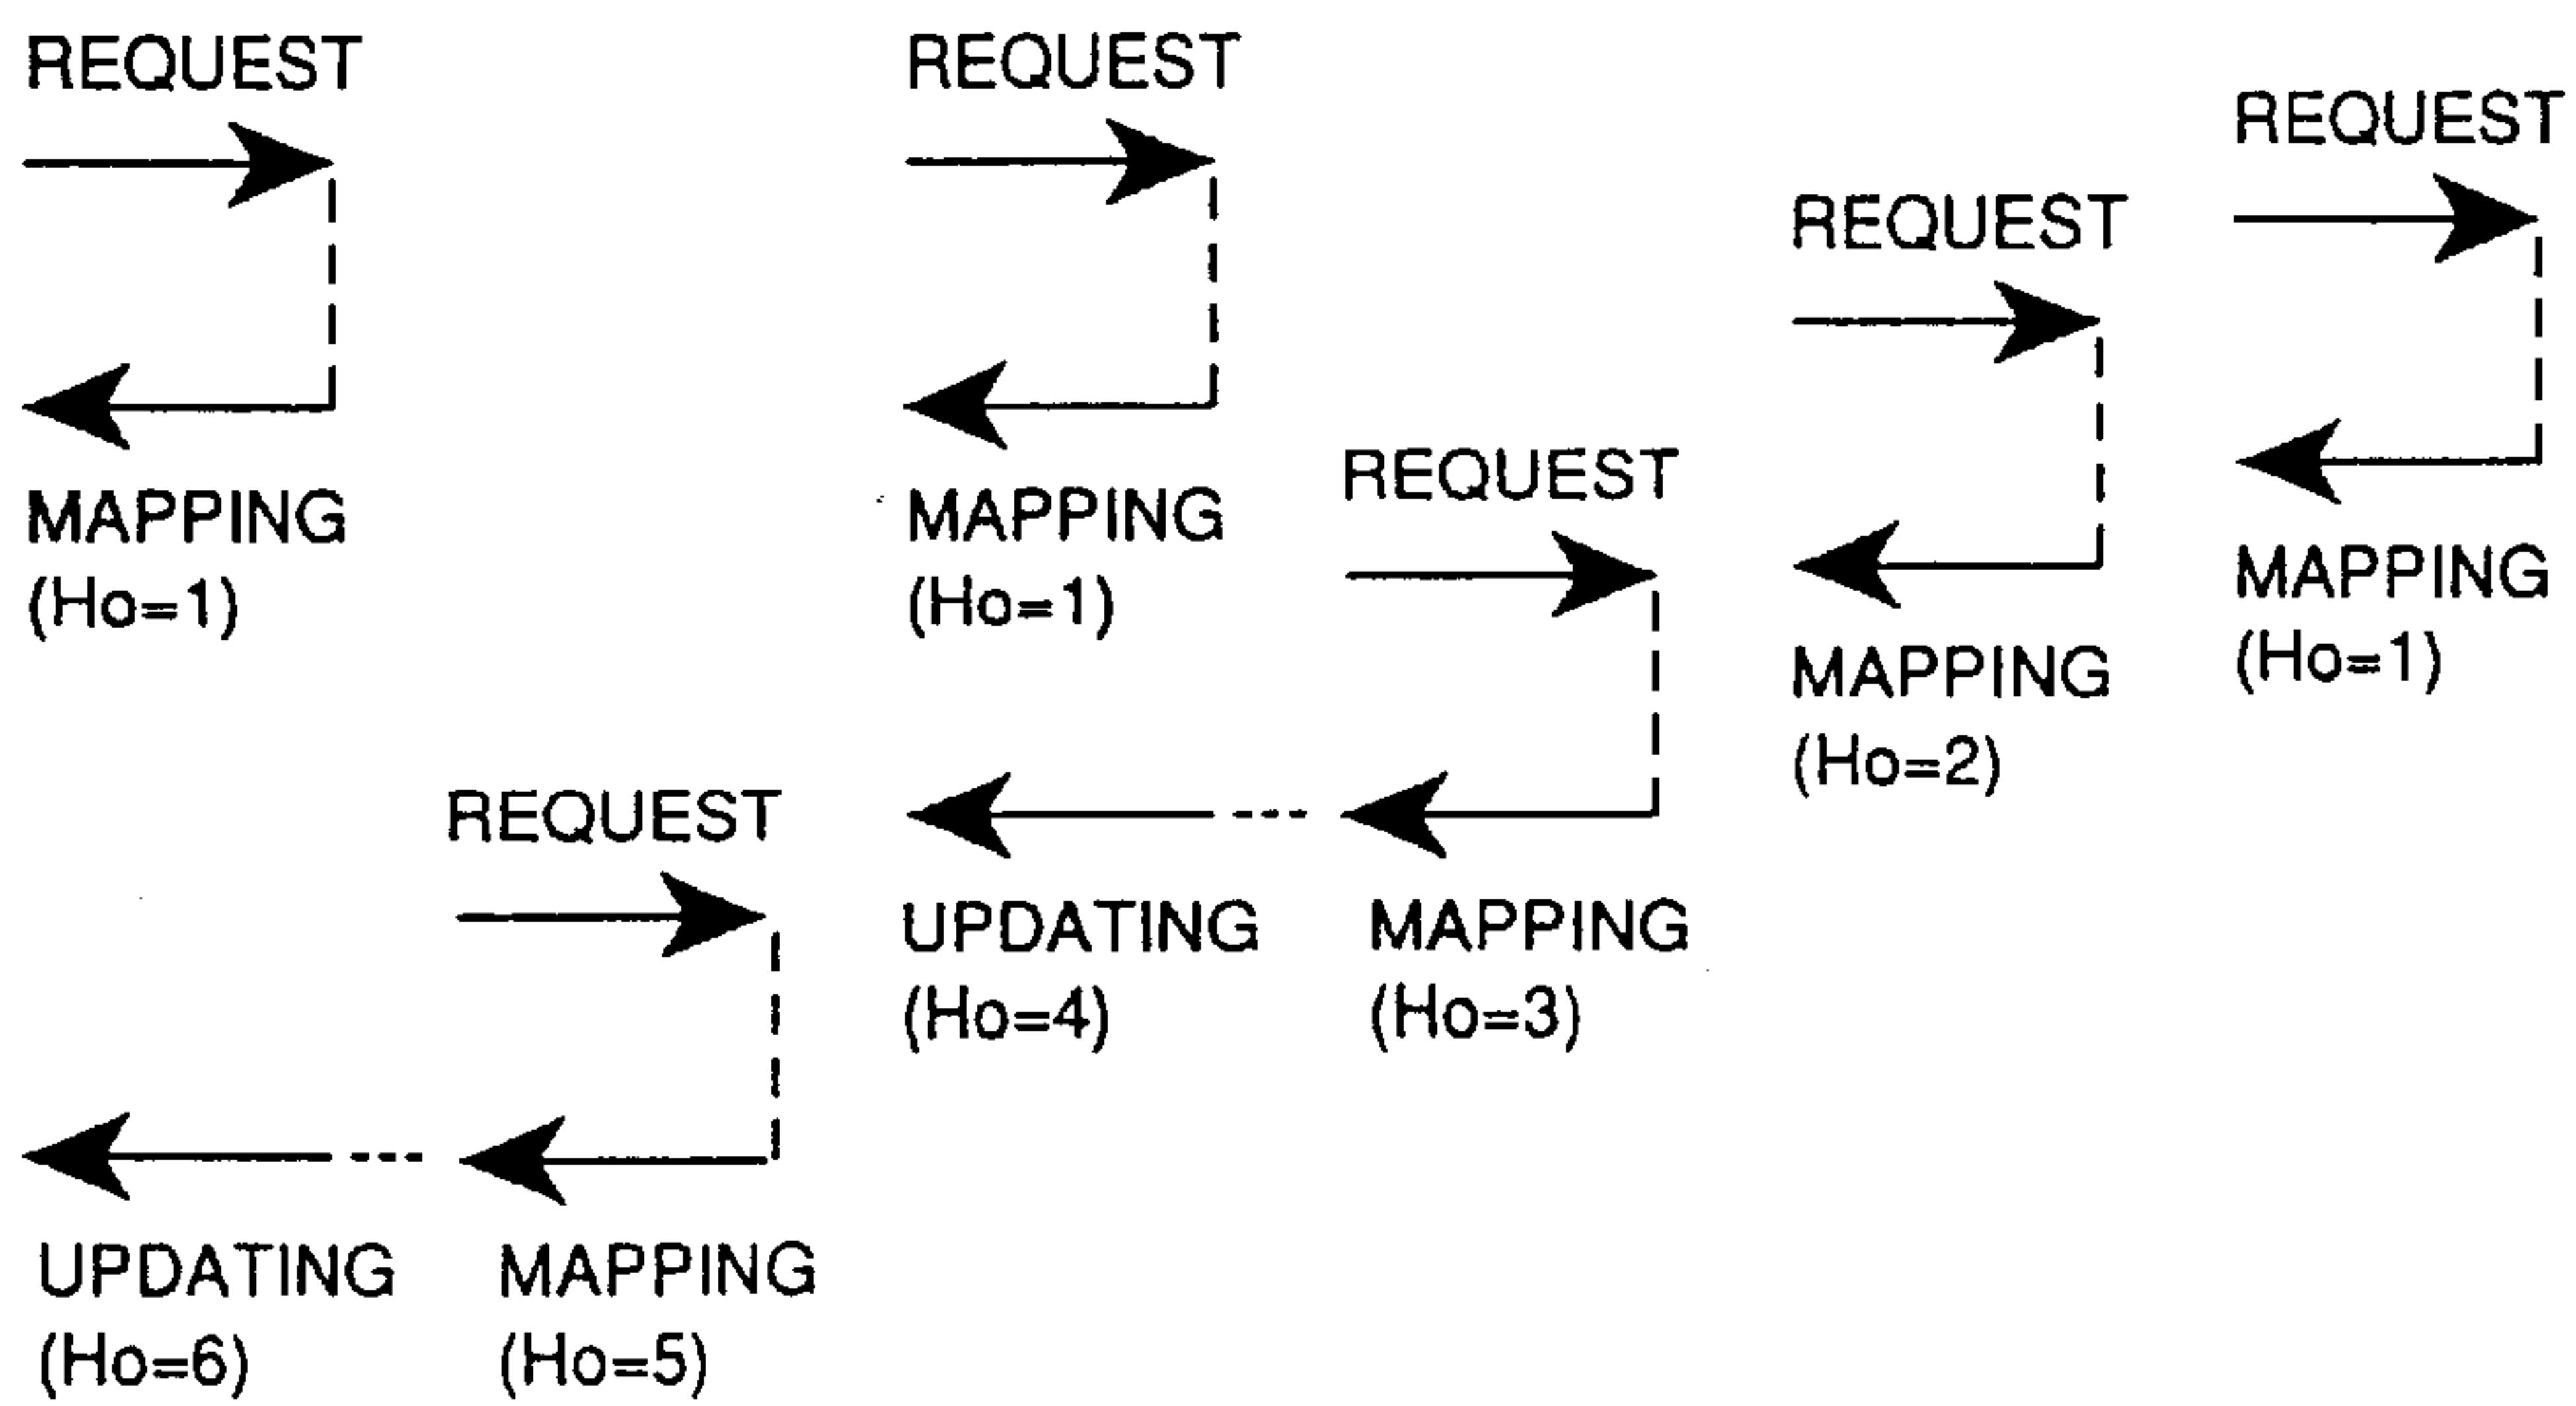 REQUEST
MAPPING
(Ho=1)
REQUEST
MAPPING
(Ho=1)
REQUEST
MAPPING
(Ho=1)
REQUEST
MAPPING
(Ho=2)
REQUEST
UPDATING
(Ho=4)
MAPPING
(Ho=3)
REQUEST
UPDATING
(Ho=6)
MAPPING
(Ho=5)